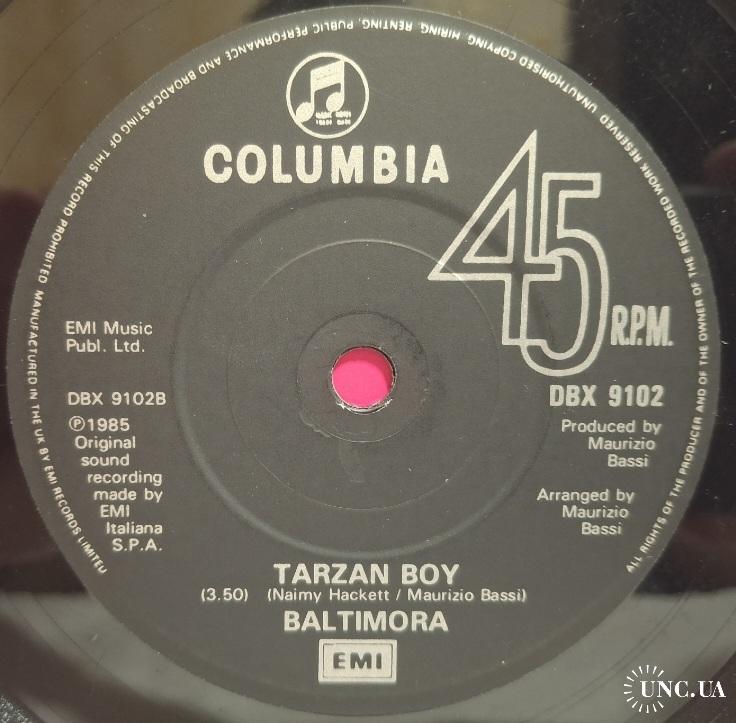 ALL RIGHTS OF THE PRODUCER AND OF THE OWNER OF THE RECORDED WORK RESERVED UNAUTHORISED COPYING, HIRING, RENTING, PUBLIC PERFORMANCE AND BROADCASTING OF THIS RECORD PROHIBITED MANUFACTURED IN THE UK BY EMI RECORDS LIMITED
COLUMBIA
45
R.P.M.
EMI Music
Publ. Ltd.
DBX 9102B
℗1985
Original
sound
recording
made by
EMI
Italiana
S.P.A.
DBX 9102
Produced by
Maurizio
Bassi
Arranged by
Maurizio
Bassi
TARZAN BOY
(3.50) (Naimy Hackett / Maurizio Bassi)
BALTIMORA
EMI
UNC.UA